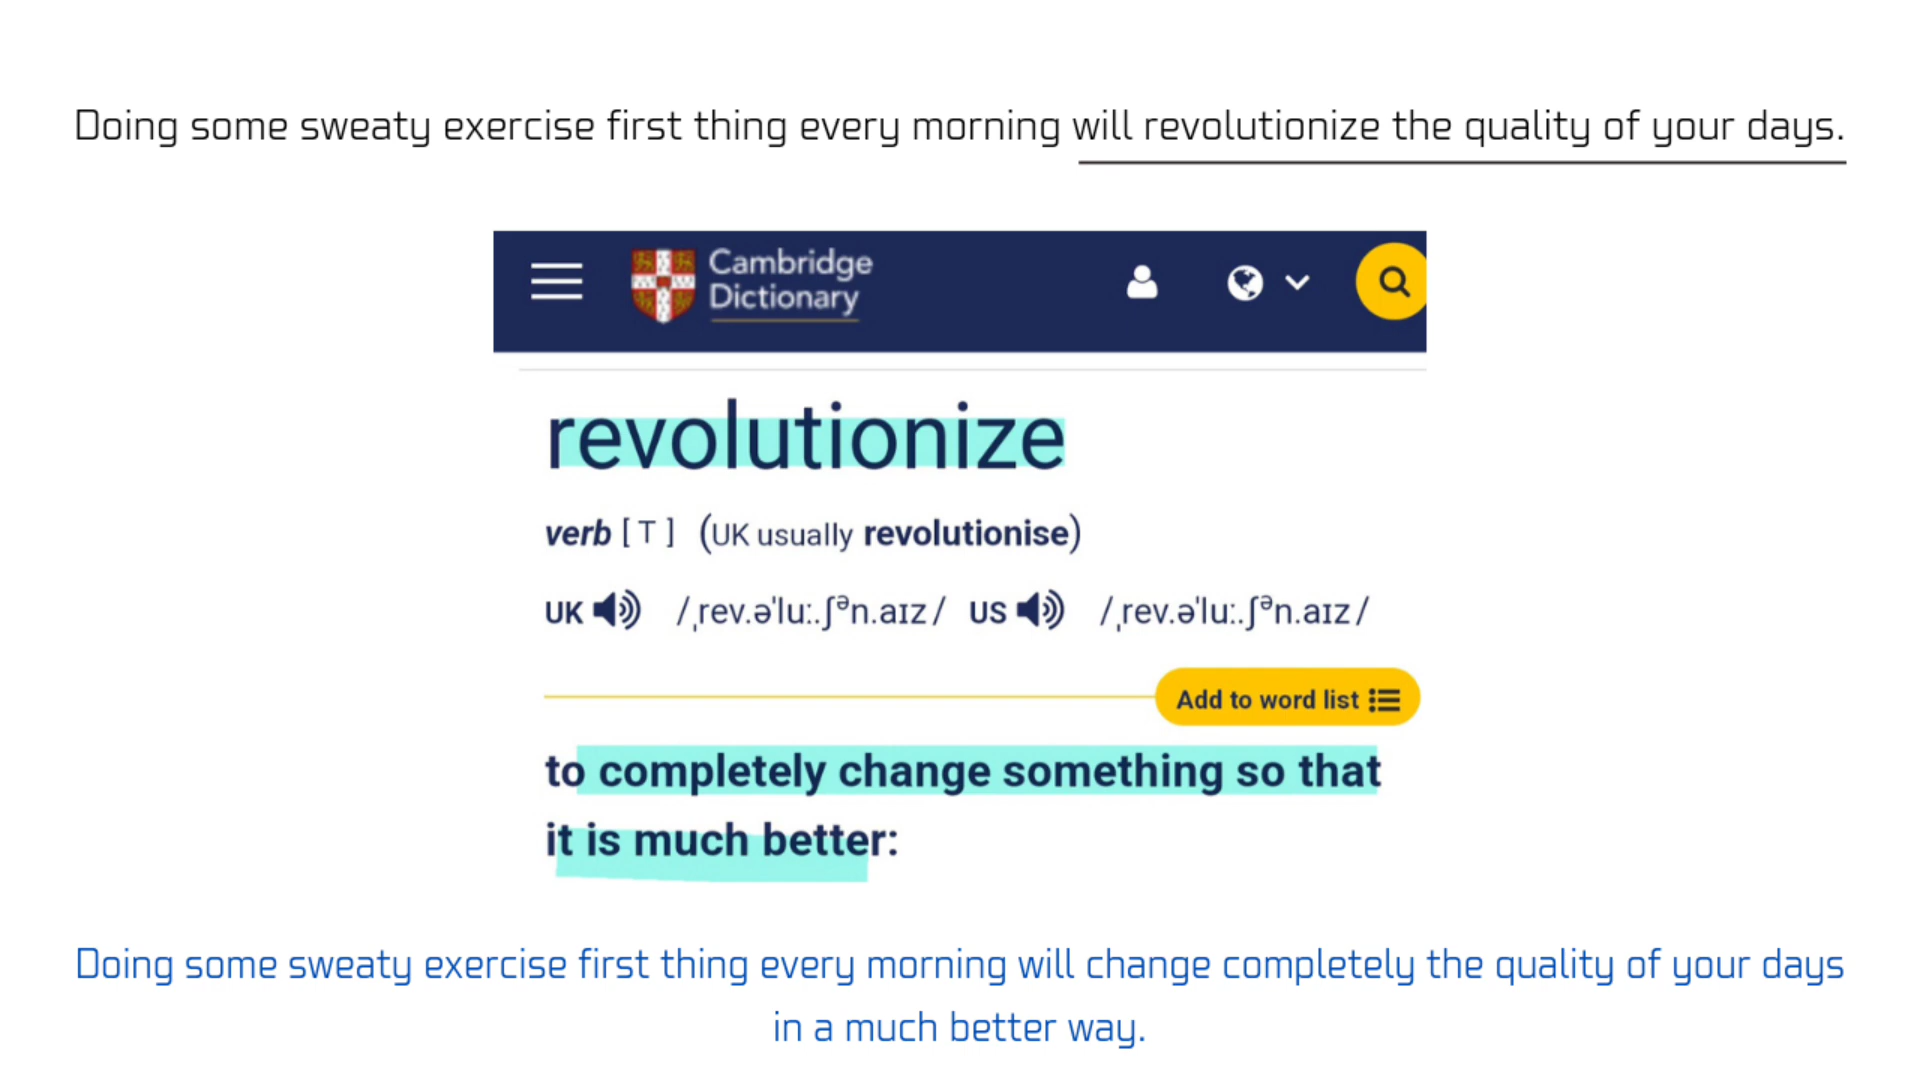 Doing some sweaty exercise first thing every morning will revolutionize the quality of your days.
Cambridge
Dictionary
revolutionize
verb [ T ] (UK usually revolutionise)
UK /ˌrev.əˈluː.ʃᵊn.aɪz/ US /ˌrev.əˈluː.ʃᵊn.aɪz/
Add to word list
to completely change something so that
it is much better:
Doing some sweaty exercise first thing every morning will change completely the quality of your days
in a much better way.